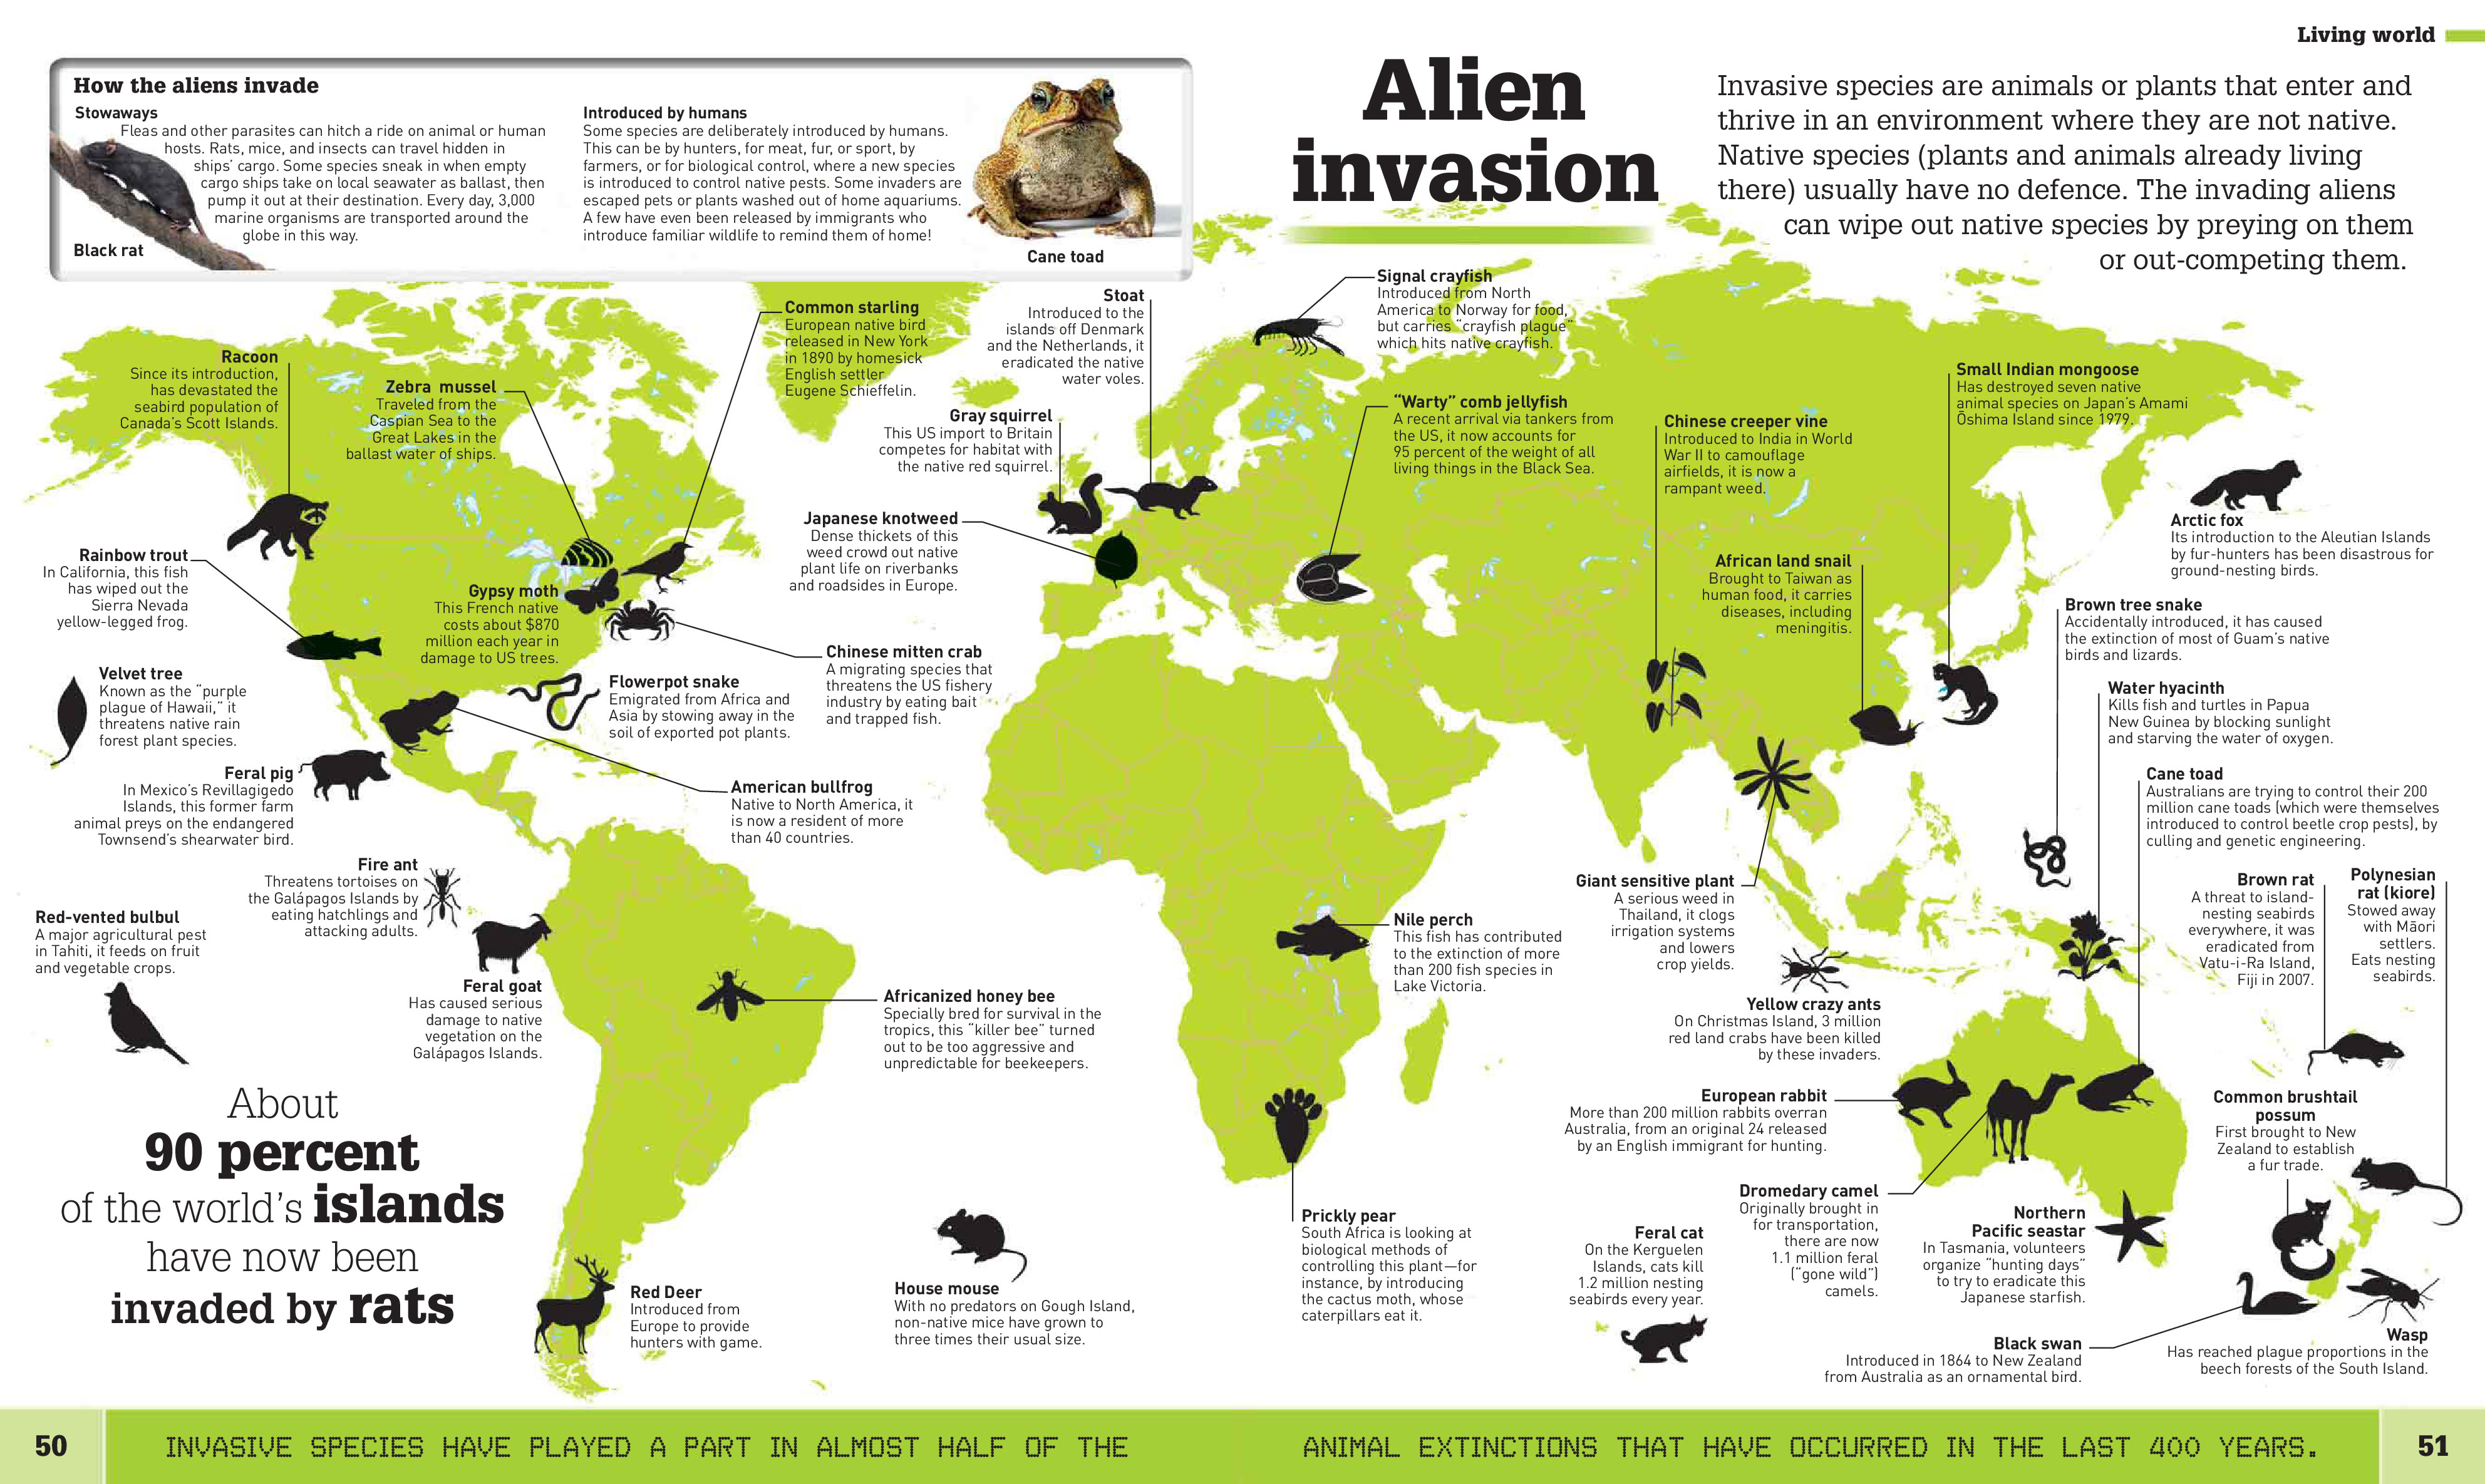 Living world
How the aliens invade
Stowaways
Fleas and other parasites can hitch a ride on animal or human
hosts. Rats, mice, and insects can travel hidden in
ships’ cargo. Some species sneak in when empty
cargo ships take on local seawater as ballast, then
pump it out at their destination. Every day, 3,000
marine organisms are transported around the
globe in this way.
Black rat
Introduced by humans
Some species are deliberately introduced by humans.
This can be by hunters, for meat, fur, or sport, by
farmers, or for biological control, where a new species
is introduced to control native pests. Some invaders are
escaped pets or plants washed out of home aquariums.
A few have even been released by immigrants who
introduce familiar wildlife to remind them of home!
Cane toad
Alien
invasion
Invasive species are animals or plants that enter and
thrive in an environment where they are not native.
Native species (plants and animals already living
there) usually have no defence. The invading aliens
can wipe out native species by preying on them
or out-competing them.
Racoon
Since its introduction,
has devastated the
seabird population of
Canada’s Scott Islands.
Zebra mussel
Traveled from the
Caspian Sea to the
Great Lakes in the
ballast water of ships.
Common starling
European native bird
released in New York
in 1890 by homesick
English settler
Eugene Schieffelin.
Stoat
Introduced to the
islands off Denmark
and the Netherlands, it
eradicated the native
water voles.
Signal crayfish
Introduced from North
America to Norway for food,
but carries “crayfish plague”
which hits native crayfish.
Gray squirrel
This US import to Britain
competes for habitat with
the native red squirrel.
“Warty” comb jellyfish
A recent arrival via tankers from
the US, it now accounts for
95 percent of the weight of all
living things in the Black Sea.
Chinese creeper vine
Introduced to India in World
War II to camouflage
airfields, it is now a
rampant weed.
Small Indian mongoose
Has destroyed seven native
animal species on Japan’s Amami
Ōshima Island since 1979.
Arctic fox
Its introduction to the Aleutian Islands
by fur-hunters has been disastrous for
ground-nesting birds.
Rainbow trout
In California, this fish
has wiped out the
Sierra Nevada
yellow-legged frog.
Gypsy moth
This French native
costs about $870
million each year in
damage to US trees.
Japanese knotweed
Dense thickets of this
weed crowd out native
plant life on riverbanks
and roadsides in Europe.
African land snail
Brought to Taiwan as
human food, it carries
diseases, including
meningitis.
Brown tree snake
Accidentally introduced, it has caused
the extinction of most of Guam’s native
birds and lizards.
Velvet tree
Known as the “purple
plague of Hawaii,” it
threatens native rain
forest plant species.
Flowerpot snake
Emigrated from Africa and
Asia by stowing away in the
soil of exported pot plants.
Chinese mitten crab
A migrating species that
threatens the US fishery
industry by eating bait
and trapped fish.
Water hyacinth
Kills fish and turtles in Papua
New Guinea by blocking sunlight
and starving the water of oxygen.
Feral pig
In Mexico’s Revillagigedo
Islands, this former farm
animal preys on the endangered
Townsend’s shearwater bird.
American bullfrog
Native to North America, it
is now a resident of more
than 40 countries.
Cane toad
Australians are trying to control their 200
million cane toads (which were themselves
introduced to control beetle crop pests), by
culling and genetic engineering.
Fire ant
Threatens tortoises on
the Galápagos Islands by
eating hatchlings and
attacking adults.
Red-vented bulbul
A major agricultural pest
in Tahiti, it feeds on fruit
and vegetable crops.
Feral goat
Has caused serious
damage to native
vegetation on the
Galápagos Islands.
Africanized honey bee
Specially bred for survival in the
tropics, this “killer bee” turned
out to be too aggressive and
unpredictable for beekeepers.
Nile perch
This fish has contributed
to the extinction of more
than 200 fish species in
Lake Victoria.
Giant sensitive plant
A serious weed in
Thailand, it clogs
irrigation systems
and lowers
crop yields.
Brown rat
A threat to island-
nesting seabirds
everywhere, it was
eradicated from
Vatu-i-Ra Island,
Fiji in 2007.
Polynesian
rat (kiore)
Stowed away
with Māori
settlers.
Eats nesting
seabirds.
Yellow crazy ants
On Christmas Island, 3 million
red land crabs have been killed
by these invaders.
European rabbit
More than 200 million rabbits overran
Australia, from an original 24 released
by an English immigrant for hunting.
Common brushtail
possum
First brought to New
Zealand to establish
a fur trade.
About
90 percent
of the world’s islands
have now been
invaded by rats
Red Deer
Introduced from
Europe to provide
hunters with game.
House mouse
With no predators on Gough Island,
non-native mice have grown to
three times their usual size.
Prickly pear
South Africa is looking at
biological methods of
controlling this plant—for
instance, by introducing
the cactus moth, whose
caterpillars eat it.
Feral cat
On the Kerguelen
Islands, cats kill
1.2 million nesting
seabirds every year.
Dromedary camel
Originally brought in
for transportation,
there are now
1.1 million feral
(“gone wild”)
camels.
Northern
Pacific seastar
In Tasmania, volunteers
organize “hunting days”
to try to eradicate this
Japanese starfish.
Black swan
Introduced in 1864 to New Zealand
from Australia as an ornamental bird.
Wasp
Has reached plague proportions in the
beech forests of the South Island.
50
INVASIVE SPECIES HAVE PLAYED A PART IN ALMOST HALF OF THE
ANIMAL EXTINCTIONS THAT HAVE OCCURRED IN THE LAST 400 YEARS.
51